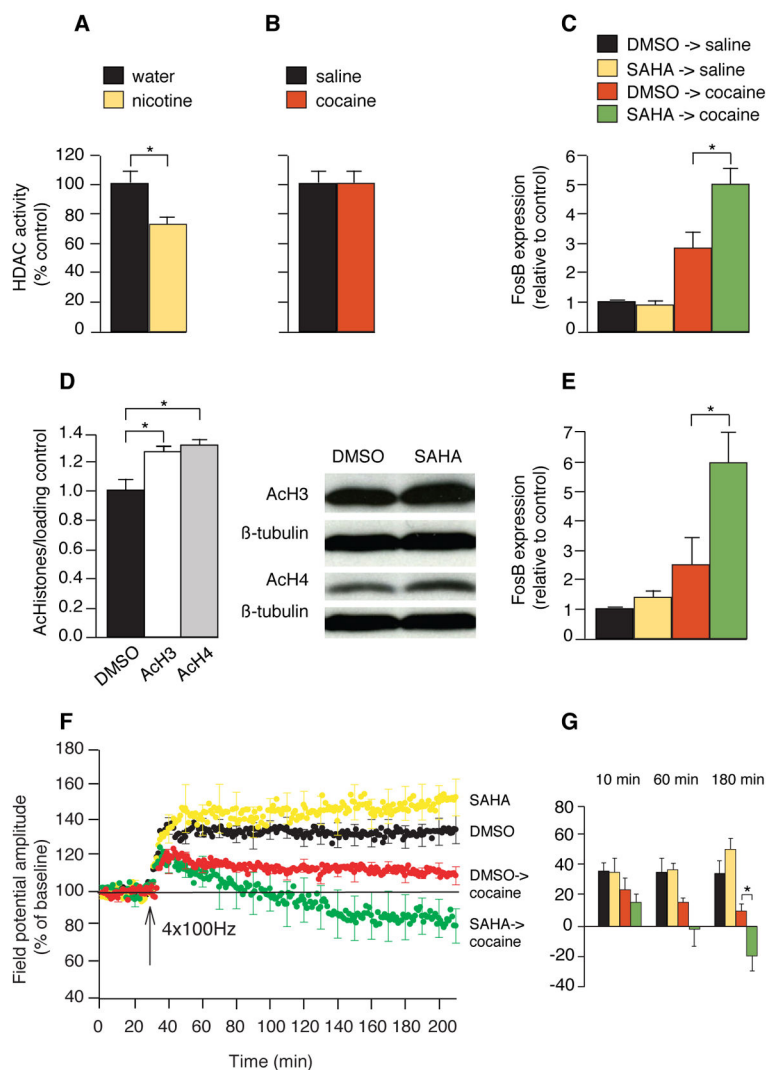 A
water
nicotine
HDAC activity
(% control)
120
100
80
60
40
20
0
*
B
saline
cocaine
C
DMSO -> saline
SAHA -> saline
DMSO -> cocaine
SAHA -> cocaine
FosB expression
(relative to control)
6
5
4
3
2
1
0
*
D
AcHistones/loading control
1.4
1.2
1.0
0.8
0.6
0.4
0.2
0.0
*
*
DMSO
AcH3
AcH4
DMSO SAHA
AcH3
ß-tubulin
AcH4
ß-tubulin
E
FosB expression
(relative to control)
7
6
5
4
3
2
1
0
*
F
Field potential amplitude
(% of baseline)
180
160
140
120
100
80
60
40
0 20 40 60 80 100 120 140 160 180 200
Time (min)
4x100Hz
SAHA
DMSO
DMSO->
cocaine
SAHA->
cocaine
G
10 min 60 min 180 min
80
60
40
20
0
-20
-40
*